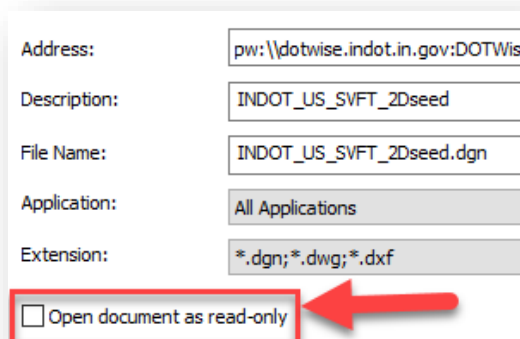 Address: pw:\\dotwise.indot.in.gov:DOTWis
Description: INDOT_US_SVFT_2Dseed
File Name: INDOT_US_SVFT_2Dseed.dgn
Application: All Applications
Extension: *.dgn;*.dwg;*.dxf
Open document as read-only